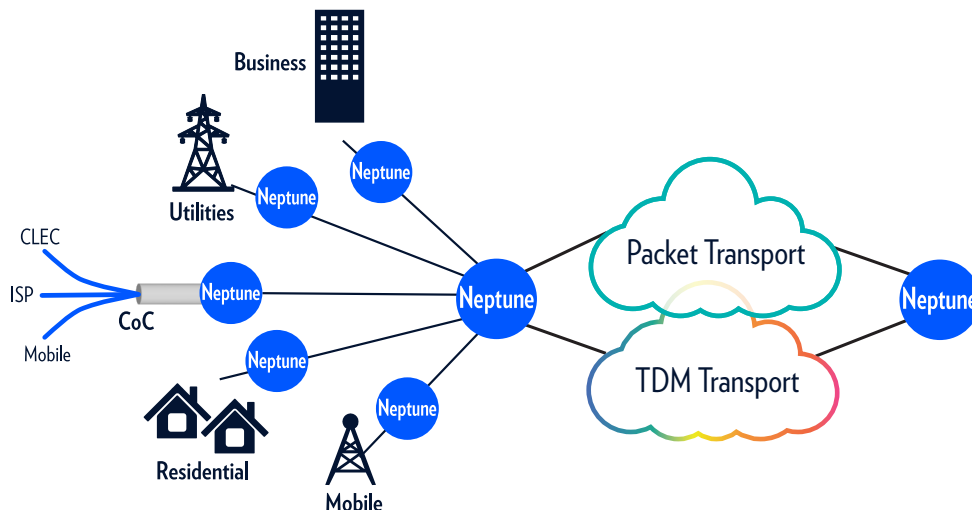 Business
Neptune
Utilities
Neptune
CLEC
ISP
Mobile
CoC
Neptune
Residential
Neptune
Mobile
Neptune
Neptune
Packet Transport
TDM Transport
Neptune